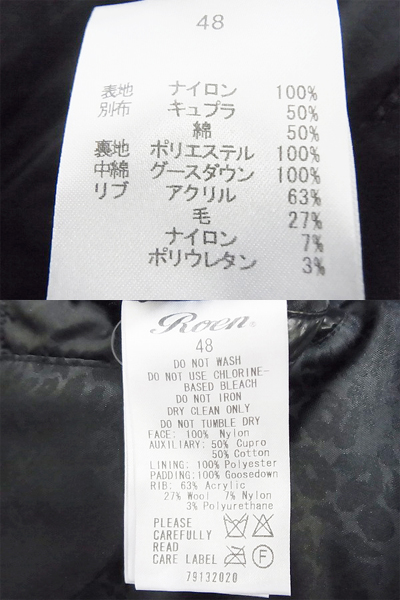 48
表地 ナイロン 100%
別布 キュプラ 50%
綿 50%
裏地 ポリエステル 100%
中綿 グースダウン 100%
リブ アクリル 63%
毛 27%
ナイロン 7%
ポリウレタン 3%
Roen®
48
DO NOT WASH
DO NOT USE CHLORINE-
BASED BLEACH
DO NOT IRON
DRY CLEAN ONLY
DO NOT TUMBLE DRY
FACE: 100% Nylon
AUXILIARY: 50% Cupro
50% Cotton
LINING: 100% Polyester
PADDING: 100% Goosedown
RIB: 63% Acrylic
27% Wool 7% Nylon
3% Polyurethane
PLEASE
CAREFULLY
READ
CARE LABEL F
79132020